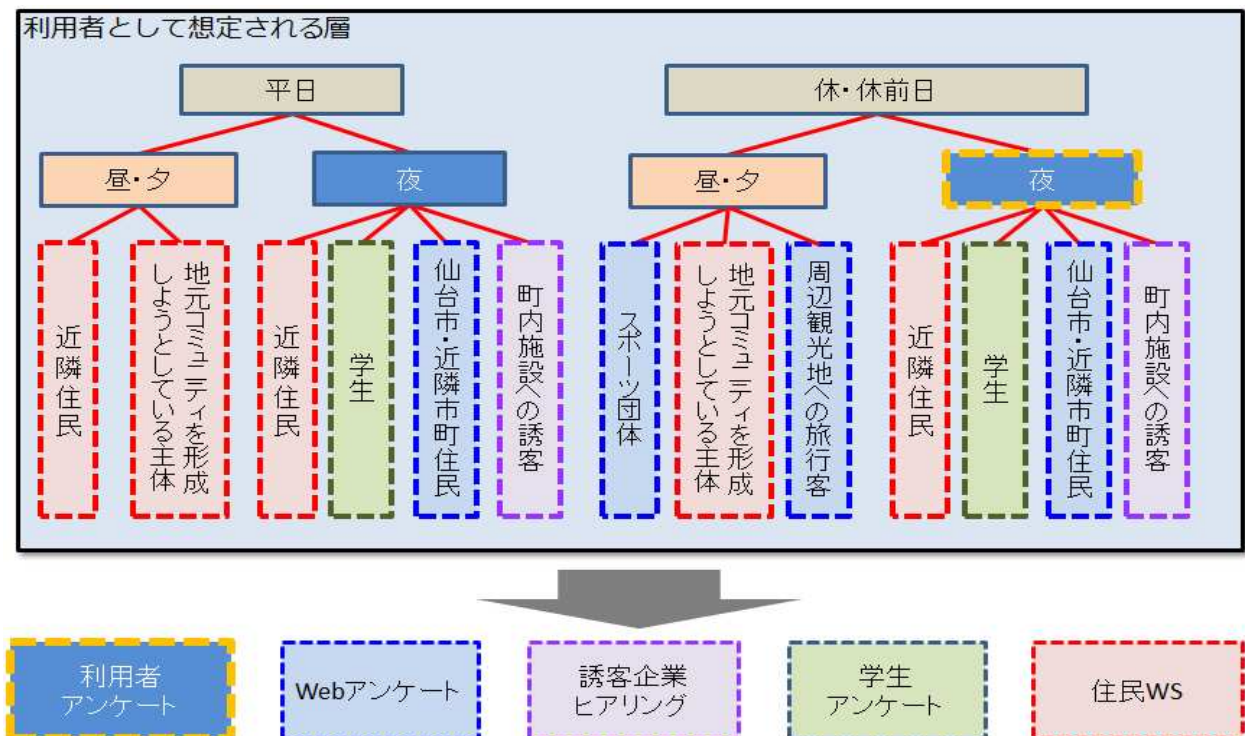 利用者として想定される層
平日
休・休前日
昼・夕
夜
昼・夕
夜
近隣住民
地元コミュニティを形成
しようとしている主体
近隣住民
学生
仙台市・近隣市町住民
町内施設への誘客
スポーツ団体
地元コミュニティを形成
しようとしている主体
周辺観光地への旅行客
近隣住民
学生
仙台市・近隣市町住民
町内施設への誘客
利用者
アンケート
Webアンケート
誘客企業
ヒアリング
学生
アンケート
住民WS